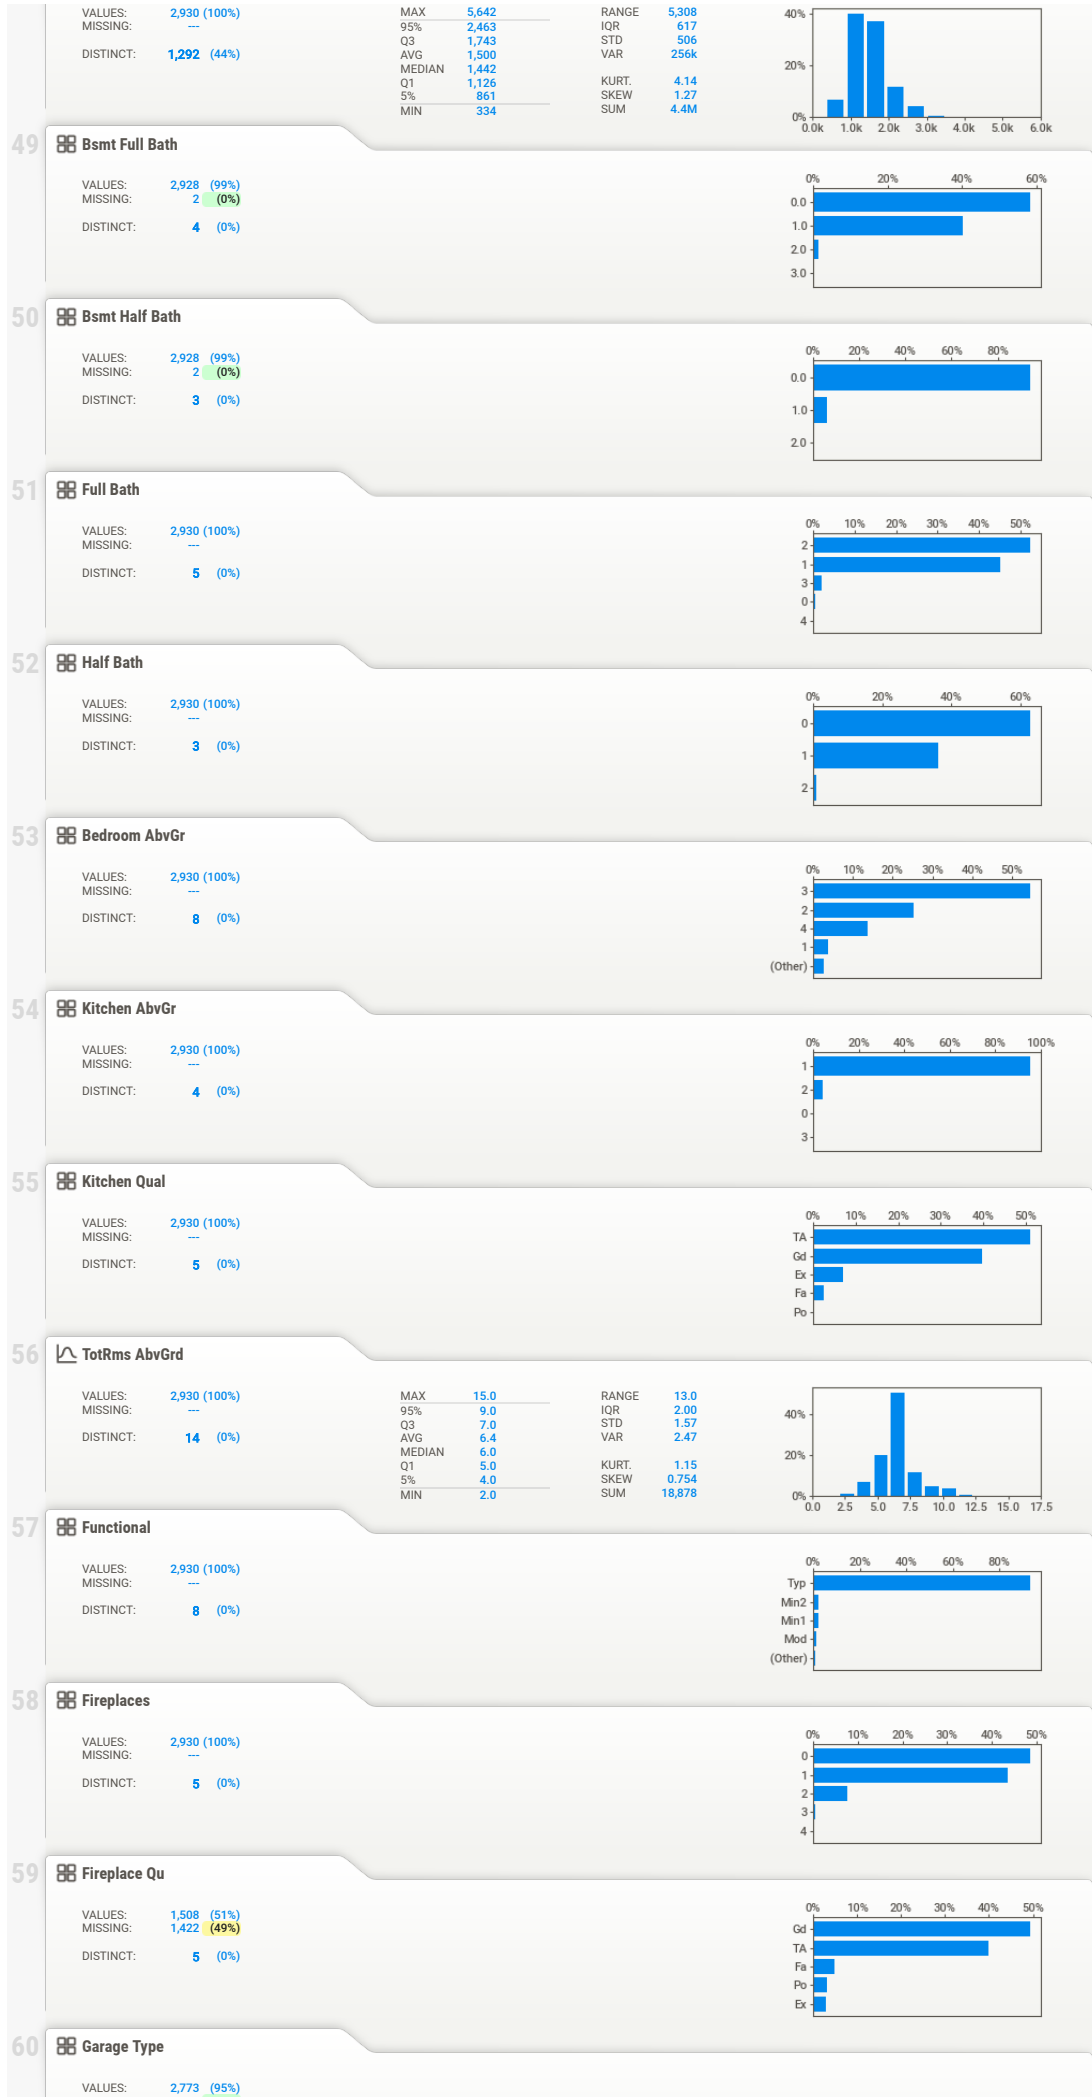 VALUES: 2,930 (100%) MAX 5,642 RANGE 5,308 40%
MISSING: --- 95% 2,463 IQR 617
Q3 1,743 STD 506
DISTINCT: 1,292 (44%) AVG 1,500 VAR 256k
MEDIAN 1,442 20%
Q1 1,126 KURT. 4.14
5% 861 SKEW 1.27
MIN 334 SUM 4.4M 0%
0.0k 1.0k 2.0k 3.0k 4.0k 5.0k 6.0k
49 Bsmt Full Bath
0% 20% 40% 60%
VALUES: 2,928 (99%)
MISSING: 2 (0%) 0.0
DISTINCT: 4 (0%) 1.0
2.0
3.0
50 Bsmt Half Bath
0% 20% 40% 60% 80%
VALUES: 2,928 (99%)
MISSING: 2 (0%) 0.0
DISTINCT: 3 (0%) 1.0
2.0
51 Full Bath
0% 10% 20% 30% 40% 50%
VALUES: 2,930 (100%)
MISSING: --- 2
1
DISTINCT: 5 (0%) 3
0
4
52 Half Bath
0% 20% 40% 60%
VALUES: 2,930 (100%)
MISSING: --- 0
DISTINCT: 3 (0%) 1
2
53 Bedroom AbvGr
0% 10% 20% 30% 40% 50%
VALUES: 2,930 (100%)
MISSING: --- 3
2
DISTINCT: 8 (0%) 4
1
(Other)
54 Kitchen AbvGr
0% 20% 40% 60% 80% 100%
VALUES: 2,930 (100%)
MISSING: --- 1
DISTINCT: 4 (0%) 2
0
3
55 Kitchen Qual
0% 10% 20% 30% 40% 50%
VALUES: 2,930 (100%)
MISSING: --- TA
Gd
DISTINCT: 5 (0%) Ex
Fa
Po
56 TotRms AbvGrd
VALUES: 2,930 (100%) MAX 15.0 RANGE 13.0
MISSING: --- 95% 9.0 IQR 2.00 40%
Q3 7.0 STD 1.57
DISTINCT: 14 (0%) AVG 6.4 VAR 2.47
MEDIAN 6.0 20%
Q1 5.0 KURT. 1.15
5% 4.0 SKEW 0.754
MIN 2.0 SUM 18,878 0%
0.0 2.5 5.0 7.5 10.0 12.5 15.0 17.5
57 Functional
0% 20% 40% 60% 80%
VALUES: 2,930 (100%)
MISSING: --- Typ
Min2
DISTINCT: 8 (0%) Min1
Mod
(Other)
58 Fireplaces
0% 10% 20% 30% 40% 50%
VALUES: 2,930 (100%)
MISSING: --- 0
1
DISTINCT: 5 (0%) 2
3
4
59 Fireplace Qu
0% 10% 20% 30% 40% 50%
VALUES: 1,508 (51%)
MISSING: 1,422 (49%) Gd
TA
DISTINCT: 5 (0%) Fa
Po
Ex
60 Garage Type
VALUES: 2,773 (95%)